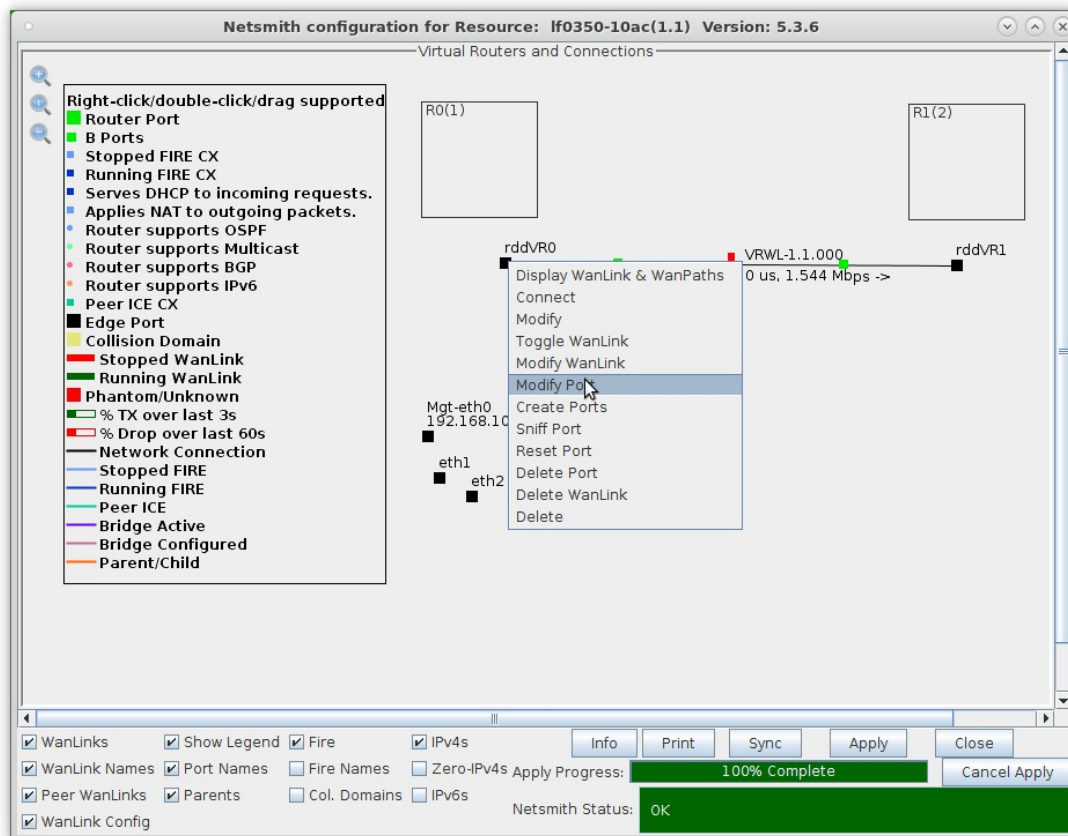 Netsmith configuration for Resource:  lf0350-10ac(1.1)  Version: 5.3.6
Virtual Routers and Connections
Right-click/double-click/drag supported
Router Port
B Ports
Stopped FIRE CX
Running FIRE CX
Serves DHCP to incoming requests.
Applies NAT to outgoing packets.
Router supports OSPF
Router supports Multicast
Router supports BGP
Router supports IPv6
Peer ICE CX
Edge Port
Collision Domain
Stopped WanLink
Running WanLink
Phantom/Unknown
% TX over last 3s
% Drop over last 60s
Network Connection
Stopped FIRE
Running FIRE
Peer ICE
Bridge Active
Bridge Configured
Parent/Child
R0(1)
R1(2)
rddVR0
VRWL-1.1.000
0 us, 1.544 Mbps ->
rddVR1
Display WanLink & WanPaths
Connect
Modify
Toggle WanLink
Modify WanLink
Modify Port
Create Ports
Sniff Port
Reset Port
Delete Port
Delete WanLink
Delete
Mgt-eth0
192.168.10
eth1
eth2
WanLinks Show Legend Fire IPv4s Info Print Sync Apply Close
WanLink Names Port Names Fire Names Zero-IPv4s Apply Progress: 100% Complete Cancel Apply
Peer WanLinks Parents Col. Domains IPv6s Netsmith Status: OK
WanLink Config